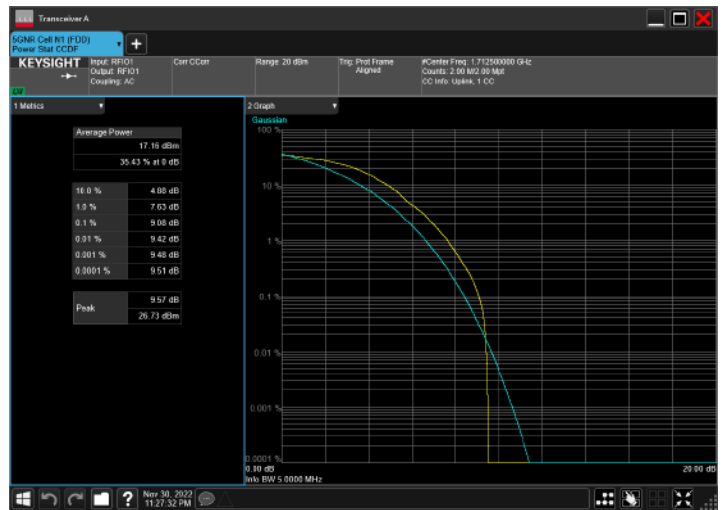 Transceiver A
5GNR Cell N1 (FDD)
Power Stat CCDF
KEYSIGHT
Input: RFIO1
Output: RFIO1
Coupling: AC
Corr CCorr
Range: 20 dBm
Trig: Prot Frame
Aligned
#Center Freq: 1.712500000 GHz
Counts: 2.00 M/2.00 Mpt
CC Info: Uplink, 1 CC
1 Metrics
2 Graph
Average Power
17.16 dBm
35.43 % at 0 dB
10.0 % 4.88 dB
1.0 % 7.63 dB
0.1 % 9.08 dB
0.01 % 9.42 dB
0.001 % 9.48 dB
0.0001 % 9.51 dB
Peak
9.57 dB
26.73 dBm
Gaussian
100 %
10 %
1 %
0.1 %
0.01 %
0.001 %
0.0001 %
0.00 dB
20.00 dB
Info BW 5.0000 MHz
Nov 30, 2022
11:27:32 PM